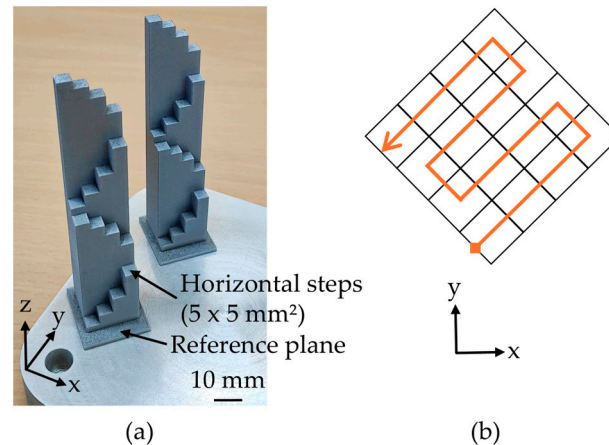 Horizontal steps
(5 x 5 mm²)
Reference plane
z
y
x
10 mm
y
x
(a)
(b)